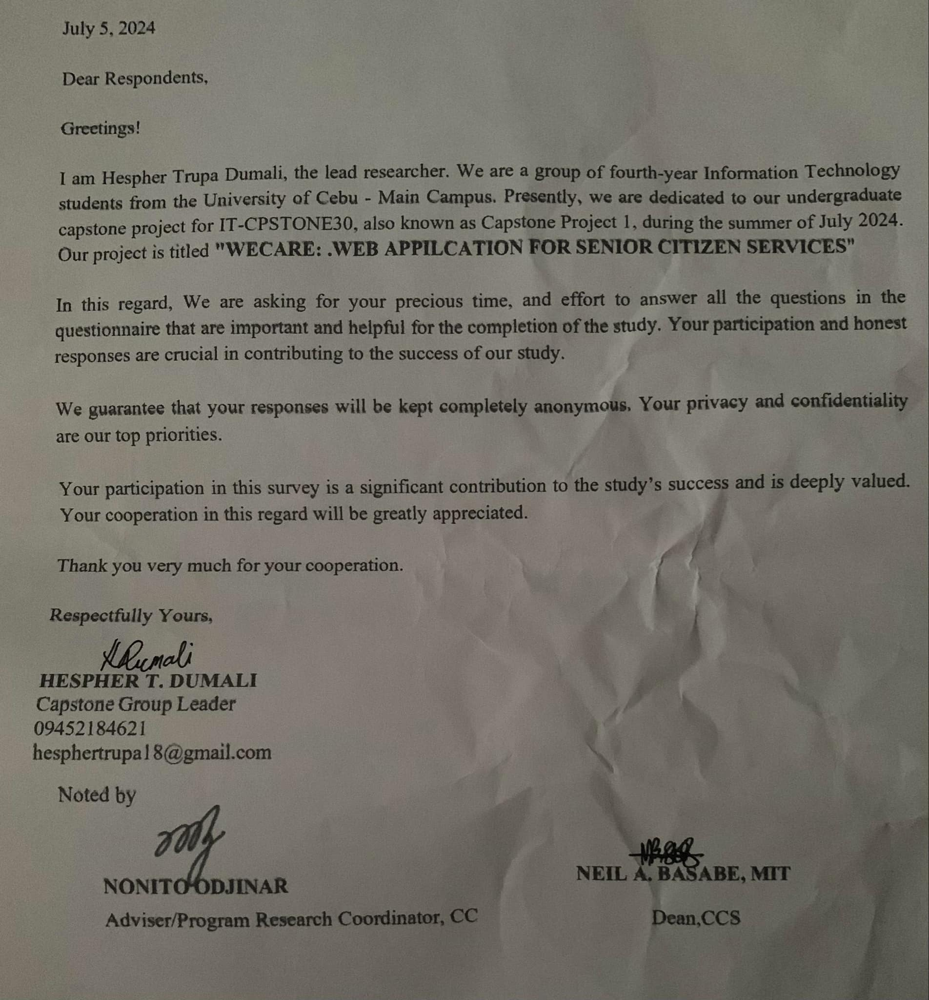 July 5, 2024
Dear Respondents,
Greetings!
I am Hespher Trupa Dumali, the lead researcher. We are a group of fourth-year Information Technology
students from the University of Cebu - Main Campus. Presently, we are dedicated to our undergraduate
capstone project for IT-CPSTONE30, also known as Capstone Project 1, during the summer of July 2024.
Our project is titled "WECARE: .WEB APPILCATION FOR SENIOR CITIZEN SERVICES"
In this regard, We are asking for your precious time, and effort to answer all the questions in the
questionnaire that are important and helpful for the completion of the study. Your participation and honest
responses are crucial in contributing to the success of our study.
We guarantee that your responses will be kept completely anonymous. Your privacy and confidentiality
are our top priorities.
Your participation in this survey is a significant contribution to the study’s success and is deeply valued.
Your cooperation in this regard will be greatly appreciated.
Thank you very much for your cooperation.
Respectfully Yours,
HDumali
HESPHER T. DUMALI
Capstone Group Leader
09452184621
hesphertrupa18@gmail.com
Noted by
NONITO ODJINAR
Adviser/Program Research Coordinator, CC
NEIL A. BASABE, MIT
Dean,CCS